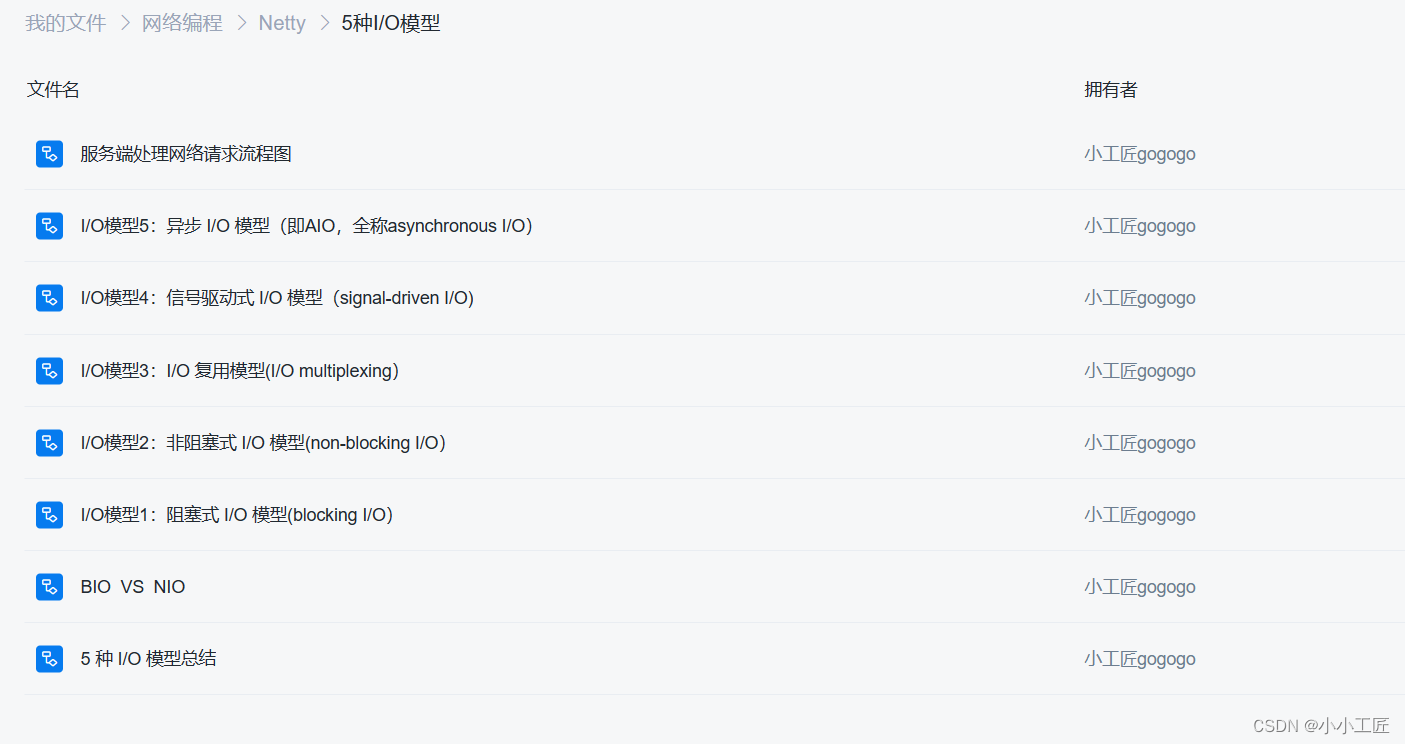 我的文件 > 网络编程 > Netty > 5种I/O模型
文件名 拥有者
服务端处理网络请求流程图 小工匠gogogo
I/O模型5：异步 I/O 模型（即AIO，全称asynchronous I/O） 小工匠gogogo
I/O模型4：信号驱动式 I/O 模型（signal-driven I/O) 小工匠gogogo
I/O模型3：I/O 复用模型(I/O multiplexing） 小工匠gogogo
I/O模型2：非阻塞式 I/O 模型(non-blocking I/O） 小工匠gogogo
I/O模型1：阻塞式 I/O 模型(blocking I/O） 小工匠gogogo
BIO VS NIO 小工匠gogogo
5 种 I/O 模型总结 小工匠gogogo
CSDN @小小工匠